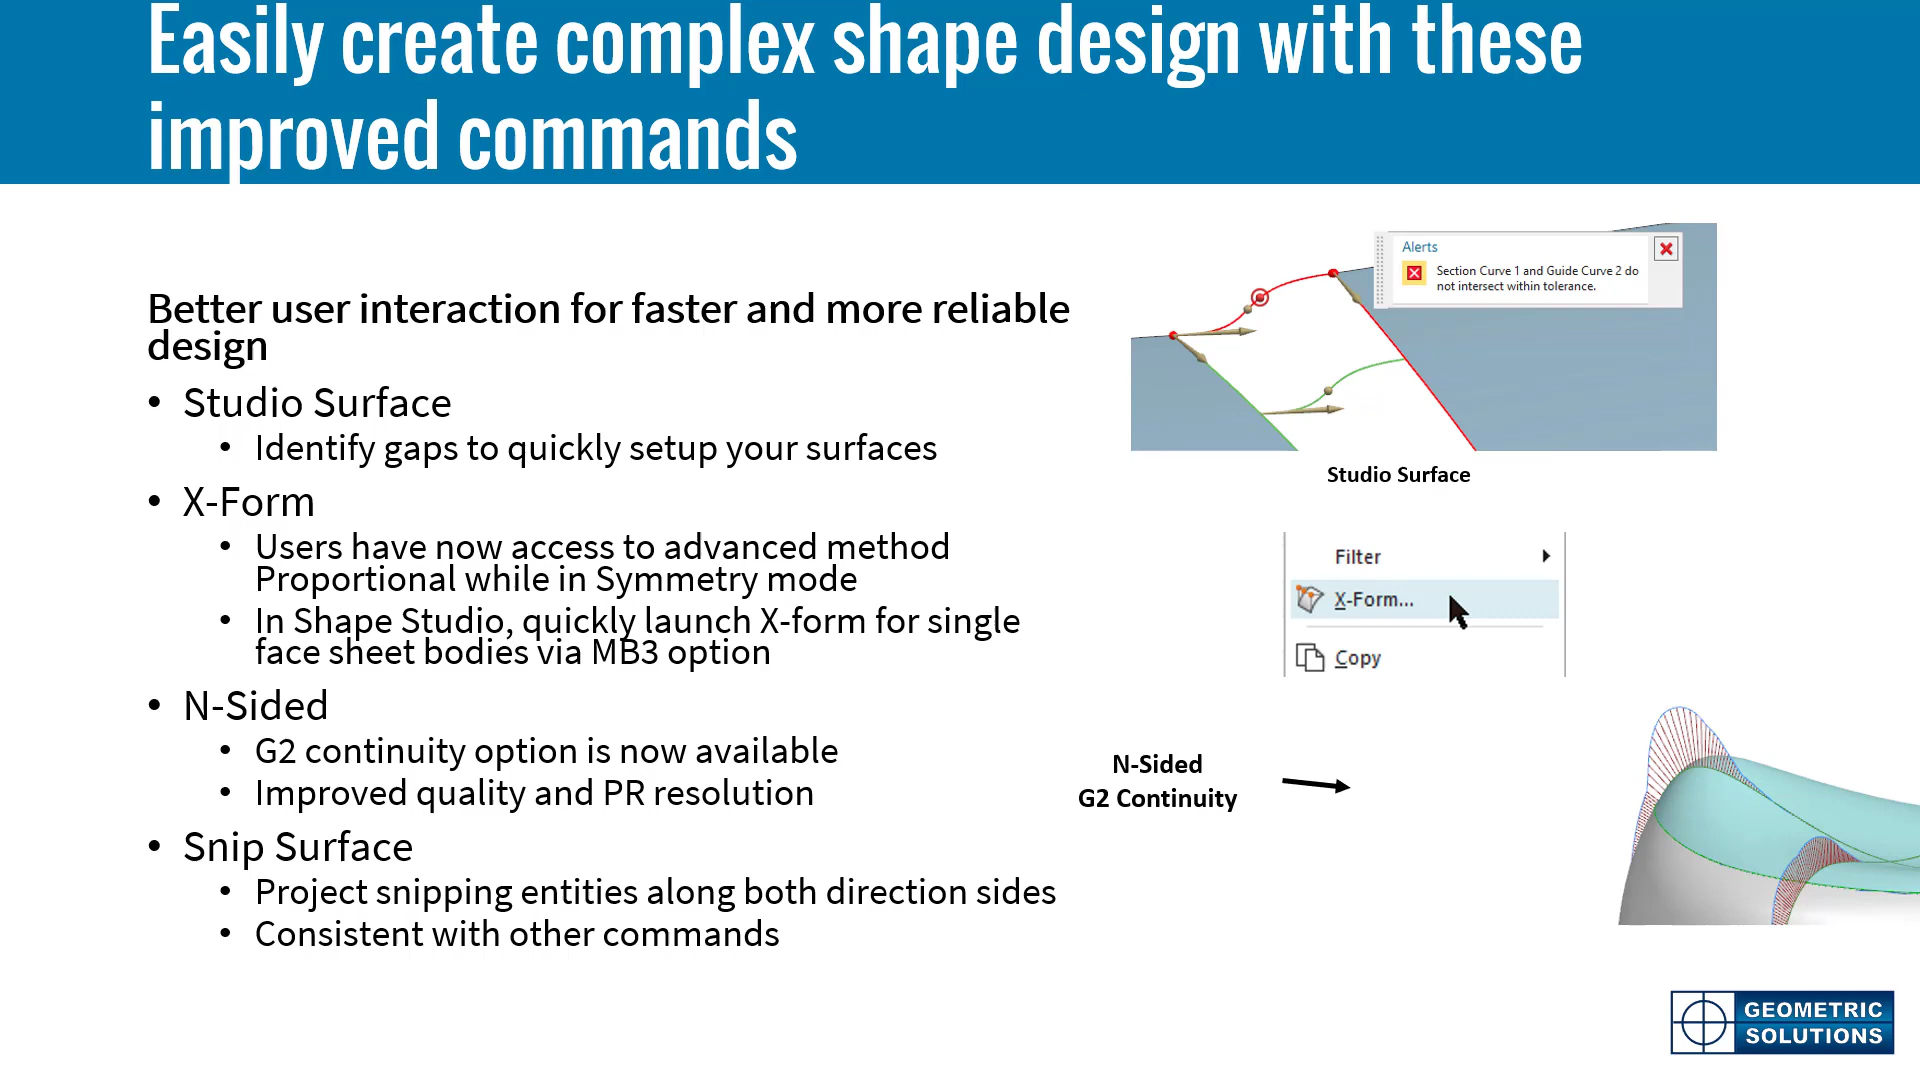 Easily create complex shape design with these
improved commands
Better user interaction for faster and more reliable
design
• Studio Surface
• Identify gaps to quickly setup your surfaces
• X-Form
• Users have now access to advanced method
Proportional while in Symmetry mode
• In Shape Studio, quickly launch X-form for single
face sheet bodies via MB3 option
• N-Sided
• G2 continuity option is now available
• Improved quality and PR resolution
• Snip Surface
• Project snipping entities along both direction sides
• Consistent with other commands
Alerts
Section Curve 1 and Guide Curve 2 do
not intersect within tolerance.
Studio Surface
Filter
X-Form...
Copy
N-Sided
G2 Continuity
GEOMETRIC
SOLUTIONS